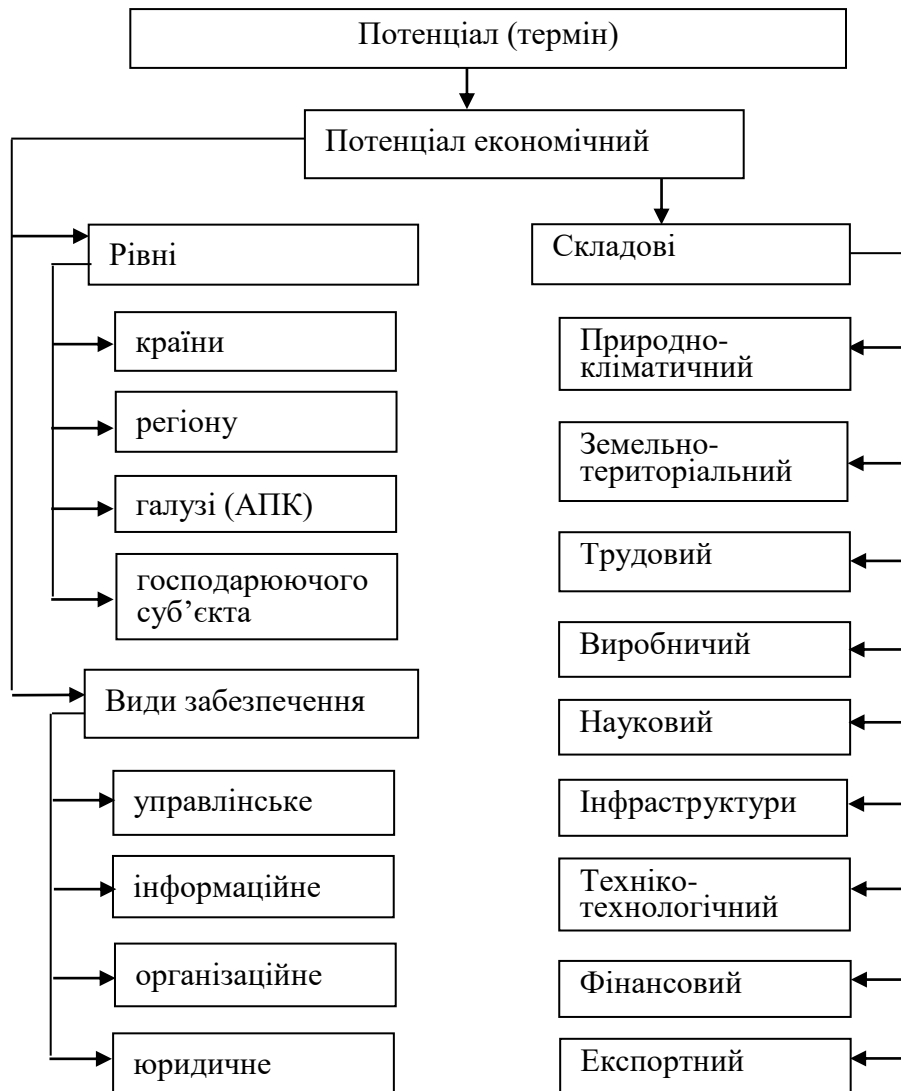 Потенціал (термін)
Потенціал економічний
Рівні
країни
регіону
галузі (АПК)
господарюючого
суб’єкта
Види забезпечення
управлінське
інформаційне
організаційне
юридичне
Складові
Природно-
кліматичний
Земельно-
територіальний
Трудовий
Виробничий
Науковий
Інфраструктури
Техніко-
технологічний
Фінансовий
Експортний